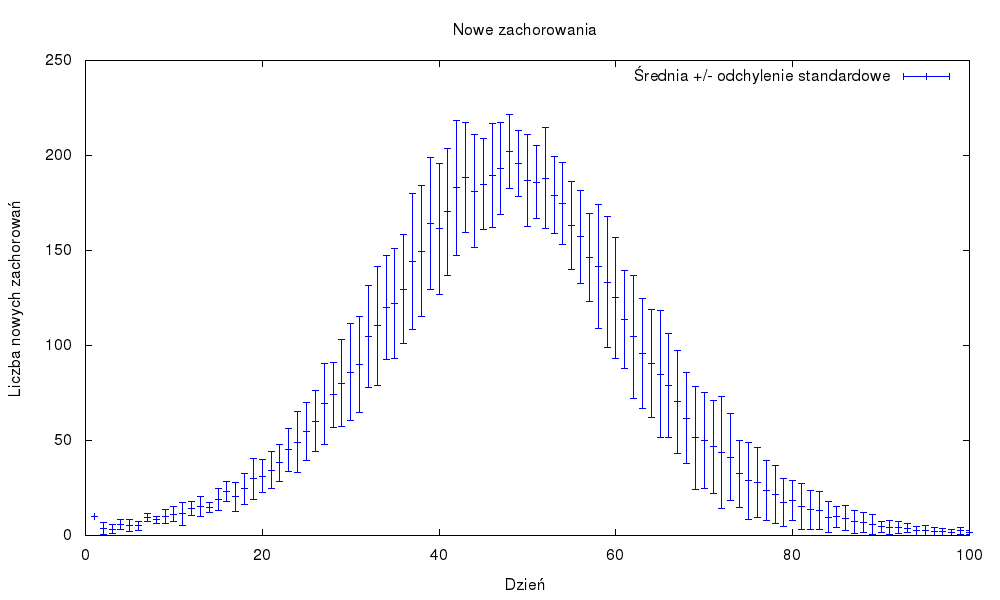 Nowe zachorowania
Średnia +/- odchylenie standardowe
250
200
150
100
50
0
Liczba nowych zachorowań
0 20 40 60 80 100
Dzień